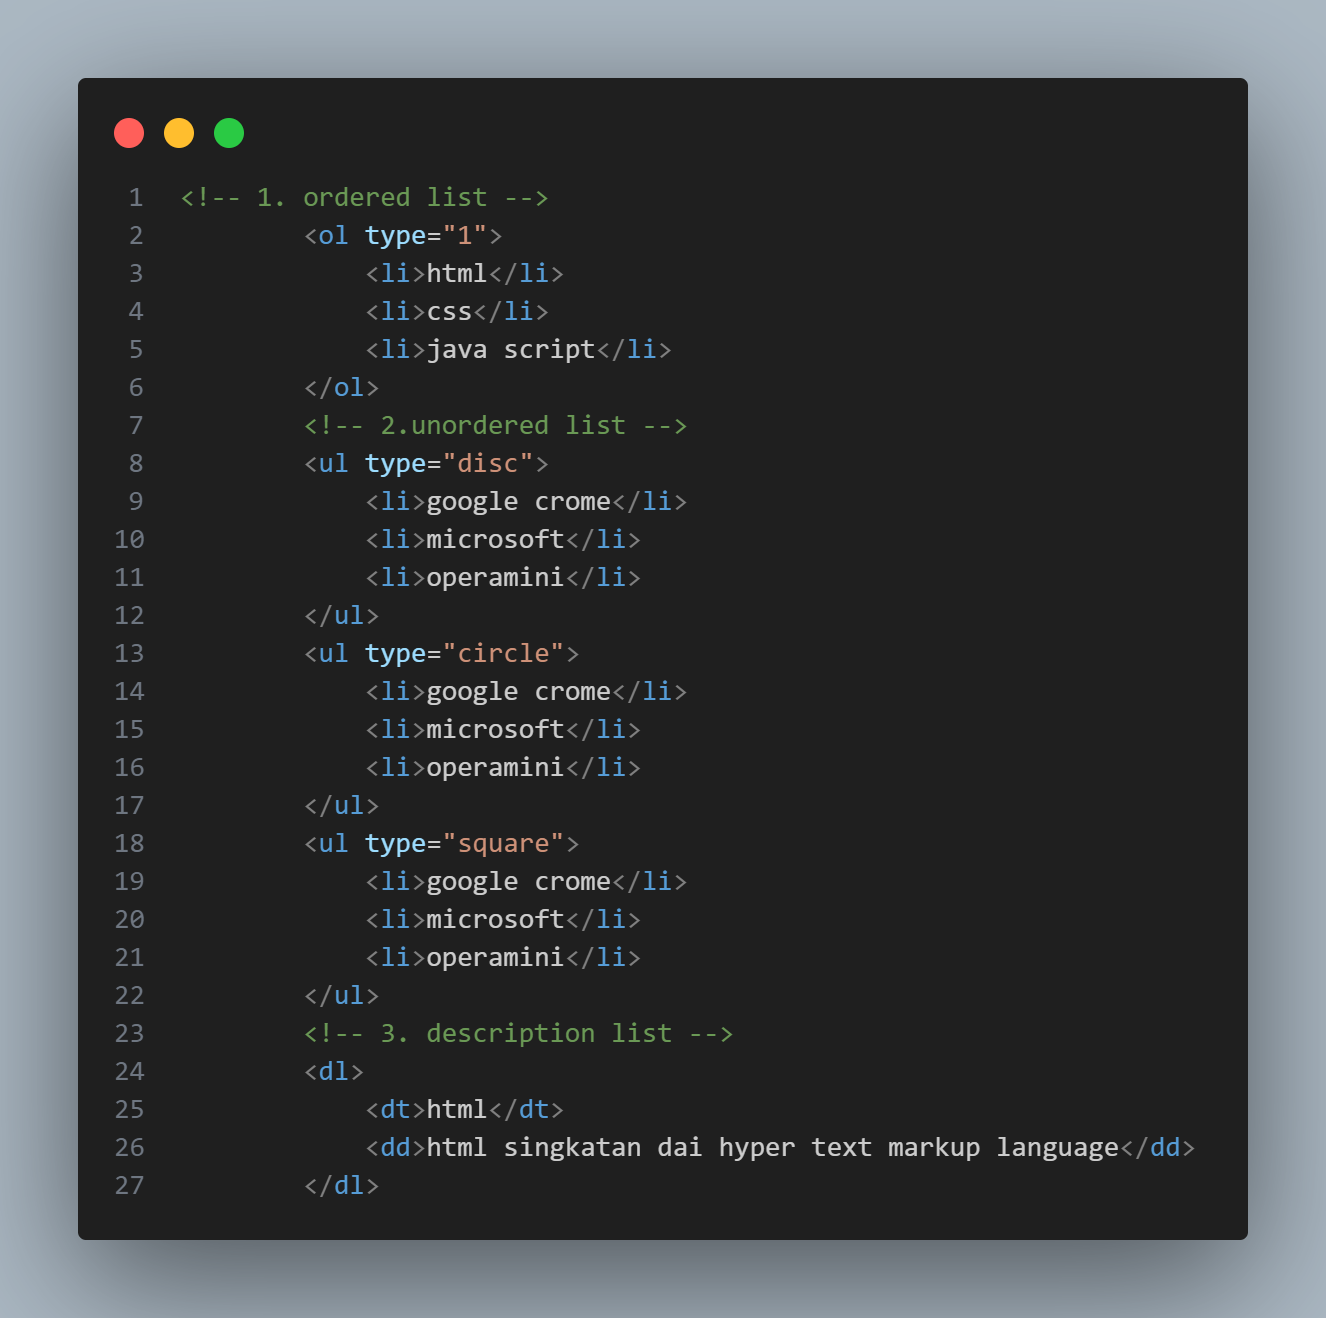 1 <!-- 1. ordered list -->
2 <ol type="1">
3 <li>html</li>
4 <li>css</li>
5 <li>java script</li>
6 </ol>
7 <!-- 2.unordered list -->
8 <ul type="disc">
9 <li>google crome</li>
10 <li>microsoft</li>
11 <li>operamini</li>
12 </ul>
13 <ul type="circle">
14 <li>google crome</li>
15 <li>microsoft</li>
16 <li>operamini</li>
17 </ul>
18 <ul type="square">
19 <li>google crome</li>
20 <li>microsoft</li>
21 <li>operamini</li>
22 </ul>
23 <!-- 3. description list -->
24 <dl>
25 <dt>html</dt>
26 <dd>html singkatan dai hyper text markup language</dd>
27 </dl>